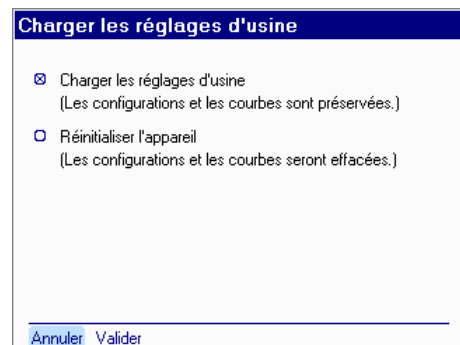 Charger les réglages d'usine
Charger les réglages d'usine
(Les configurations et les courbes sont préservées.)
Réinitialiser l'appareil
(Les configurations et les courbes seront effacées.)
Annuler Valider